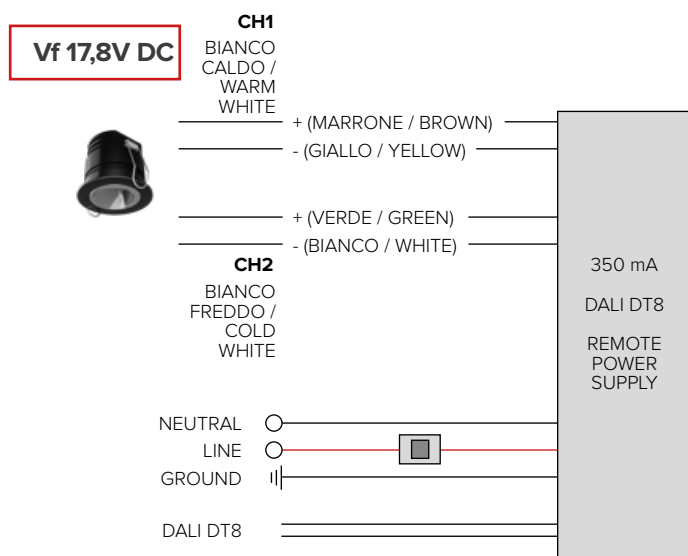 Vf 17,8V DC
CH1
BIANCO
CALDO /
WARM
WHITE
+ (MARRONE / BROWN)
- (GIALLO / YELLOW)
+ (VERDE / GREEN)
- (BIANCO / WHITE)
CH2
BIANCO
FREDDO /
COLD
WHITE
350 mA
DALI DT8
REMOTE
POWER
SUPPLY
NEUTRAL
LINE
GROUND
DALI DT8